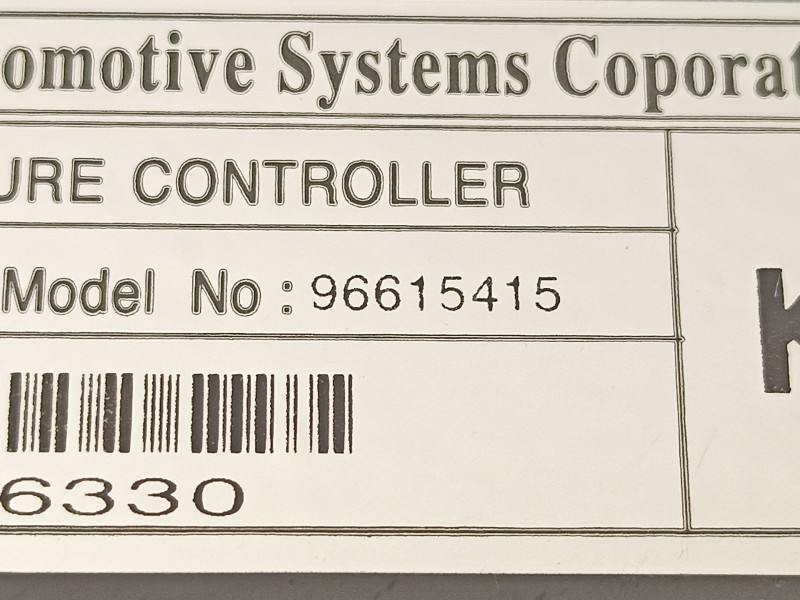 omotive Systems Coporat
URE CONTROLLER
Model No : 96615415
K
6330